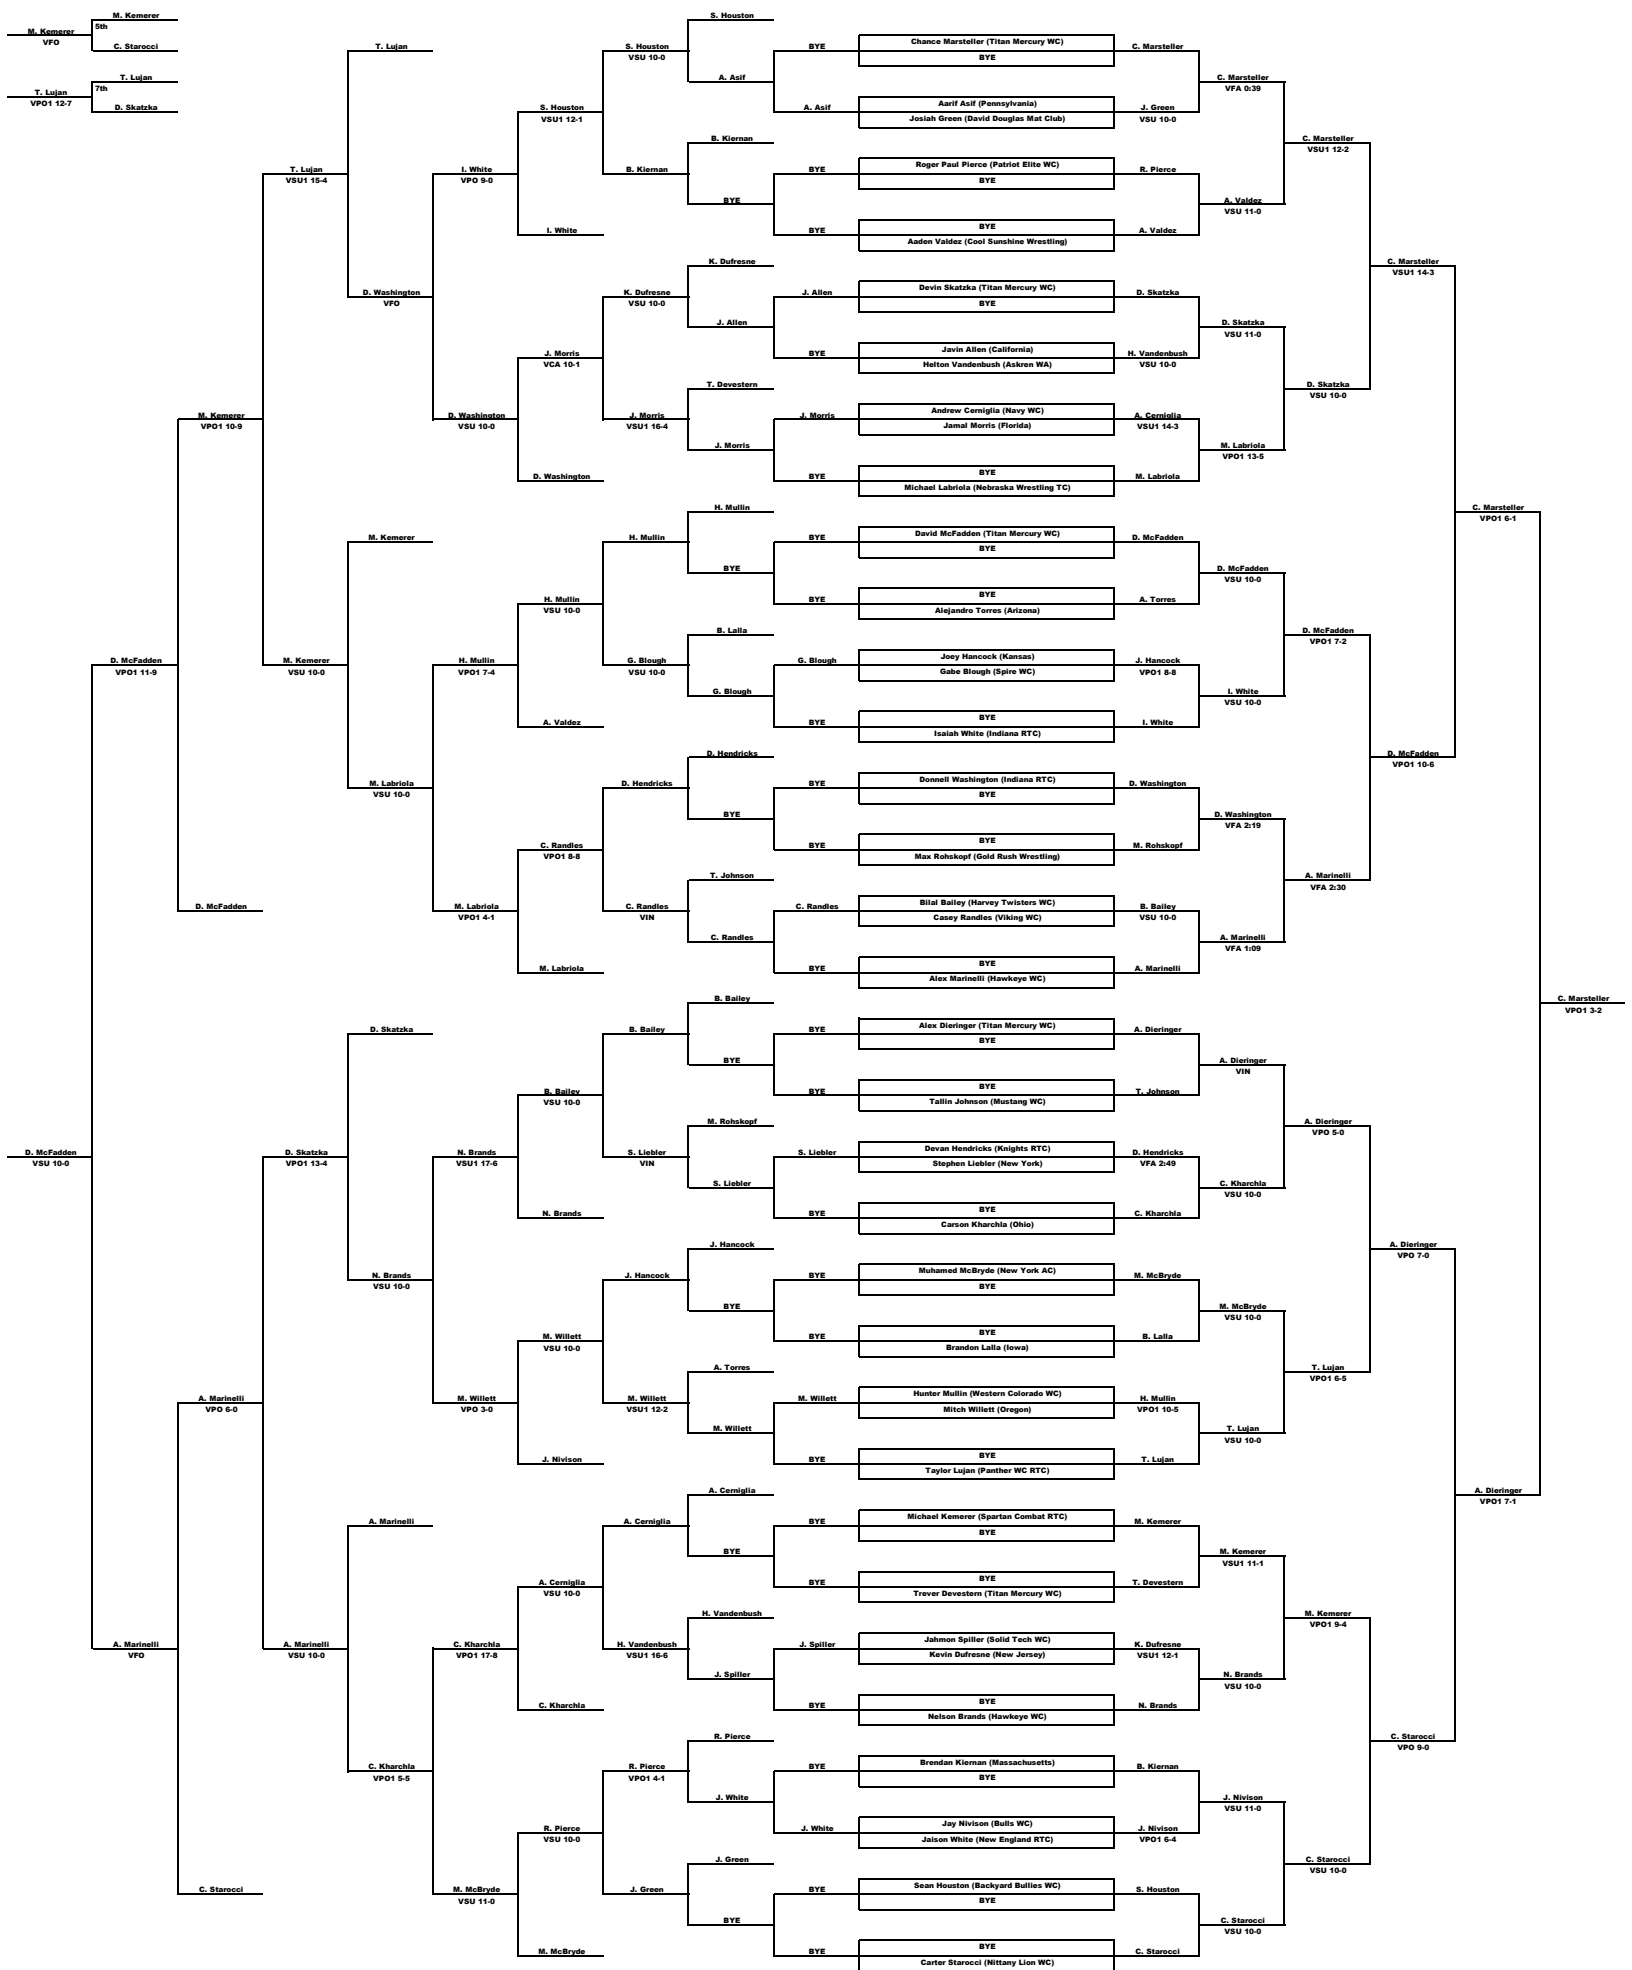 M. Kemerer
5th
M. Kemerer
VFO
C. Starocci
T. Lujan
7th
T. Lujan
VPO1 12-7
D. Skatzka
D. McFadden
VSU 10-0
D. McFadden
VPO1 11-9
A. Marinelli
VFO
M. Kemerer
VPO1 10-9
D. McFadden
A. Marinelli
VPO 6-0
C. Starocci
T. Lujan
VSU1 15-4
M. Kemerer
VSU 10-0
D. Skatzka
VPO1 13-4
A. Marinelli
VSU 10-0
T. Lujan
D. Washington
VFO
M. Kemerer
M. Labriola
VSU 10-0
D. Skatzka
N. Brands
VSU 10-0
A. Marinelli
C. Kharchla
VPO1 5-5
I. White
VPO 9-0
D. Washington
VSU 10-0
H. Mullin
VPO1 7-4
M. Labriola
VPO1 4-1
N. Brands
VSU1 17-6
M. Willett
VPO 3-0
C. Kharchla
VPO1 17-8
M. McBryde
VSU 11-0
S. Houston
VSU1 12-1
I. White
J. Morris
VCA 10-1
D. Washington
H. Mullin
VSU 10-0
A. Valdez
C. Randles
VPO1 8-8
M. Labriola
B. Bailey
VSU 10-0
N. Brands
M. Willett
VSU 10-0
J. Nivison
A. Cerniglia
VSU 10-0
C. Kharchla
R. Pierce
VSU 10-0
M. McBryde
S. Houston
VSU 10-0
B. Kiernan
K. Dufresne
VSU 10-0
J. Morris
VSU1 16-4
H. Mullin
G. Blough
VSU 10-0
D. Hendricks
C. Randles
VIN
B. Bailey
S. Liebler
VIN
J. Hancock
M. Willett
VSU1 12-2
A. Cerniglia
H. Vandenbush
VSU1 16-6
R. Pierce
VPO1 4-1
J. Green
S. Houston
A. Asif
B. Kiernan
BYE
K. Dufresne
J. Allen
T. Devestern
J. Morris
H. Mullin
BYE
B. Lalla
G. Blough
D. Hendricks
BYE
T. Johnson
C. Randles
B. Bailey
BYE
M. Rohskopf
S. Liebler
J. Hancock
BYE
A. Torres
M. Willett
A. Cerniglia
BYE
H. Vandenbush
J. Spiller
R. Pierce
J. White
J. Green
BYE
BYE
A. Asif
BYE
BYE
J. Allen
BYE
J. Morris
BYE
BYE
BYE
G. Blough
BYE
BYE
BYE
C. Randles
BYE
BYE
BYE
S. Liebler
BYE
BYE
BYE
M. Willett
BYE
BYE
BYE
J. Spiller
BYE
BYE
J. White
BYE
BYE
Chance Marsteller (Titan Mercury WC)
BYE
Aarif Asif (Pennsylvania)
Josiah Green (David Douglas Mat Club)
Roger Paul Pierce (Patriot Elite WC)
BYE
BYE
Aaden Valdez (Cool Sunshine Wrestling)
Devin Skatzka (Titan Mercury WC)
BYE
Javin Allen (California)
Helton Vandenbush (Askren WA)
Andrew Cerniglia (Navy WC)
Jamal Morris (Florida)
BYE
Michael Labriola (Nebraska Wrestling TC)
David McFadden (Titan Mercury WC)
BYE
BYE
Alejandro Torres (Arizona)
Joey Hancock (Kansas)
Gabe Blough (Spire WC)
BYE
Isaiah White (Indiana RTC)
Donnell Washington (Indiana RTC)
BYE
BYE
Max Rohskopf (Gold Rush Wrestling)
Bilal Bailey (Harvey Twisters WC)
Casey Randles (Viking WC)
BYE
Alex Marinelli (Hawkeye WC)
Alex Dieringer (Titan Mercury WC)
BYE
BYE
Tallin Johnson (Mustang WC)
Devan Hendricks (Knights RTC)
Stephen Liebler (New York)
BYE
Carson Kharchla (Ohio)
Muhamed McBryde (New York AC)
BYE
BYE
Brandon Lalla (Iowa)
Hunter Mullin (Western Colorado WC)
Mitch Willett (Oregon)
BYE
Taylor Lujan (Panther WC RTC)
Michael Kemerer (Spartan Combat RTC)
BYE
BYE
Trever Devestern (Titan Mercury WC)
Jahmon Spiller (Solid Tech WC)
Kevin Dufresne (New Jersey)
BYE
Nelson Brands (Hawkeye WC)
Brendan Kiernan (Massachusetts)
BYE
Jay Nivison (Bulls WC)
Jaison White (New England RTC)
Sean Houston (Backyard Bullies WC)
BYE
BYE
Carter Starocci (Nittany Lion WC)
C. Marsteller
J. Green
VSU 10-0
R. Pierce
A. Valdez
D. Skatzka
H. Vandenbush
VSU 10-0
A. Cerniglia
VSU1 14-3
M. Labriola
D. McFadden
A. Torres
J. Hancock
VPO1 8-8
I. White
D. Washington
M. Rohskopf
B. Bailey
VSU 10-0
A. Marinelli
A. Dieringer
T. Johnson
D. Hendricks
VFA 2:49
C. Kharchla
M. McBryde
B. Lalla
H. Mullin
VPO1 10-5
T. Lujan
M. Kemerer
T. Devestern
K. Dufresne
VSU1 12-1
N. Brands
B. Kiernan
J. Nivison
VPO1 6-4
S. Houston
C. Starocci
C. Marsteller
VFA 0:39
A. Valdez
VSU 11-0
D. Skatzka
VSU 11-0
M. Labriola
VPO1 13-5
D. McFadden
VSU 10-0
I. White
VSU 10-0
D. Washington
VFA 2:19
A. Marinelli
VFA 1:09
A. Dieringer
VIN
C. Kharchla
VSU 10-0
M. McBryde
VSU 10-0
T. Lujan
VSU 10-0
M. Kemerer
VSU1 11-1
N. Brands
VSU 10-0
J. Nivison
VSU 11-0
C. Starocci
VSU 10-0
C. Marsteller
VSU1 12-2
D. Skatzka
VSU 10-0
D. McFadden
VPO1 7-2
A. Marinelli
VFA 2:30
A. Dieringer
VPO 5-0
T. Lujan
VPO1 6-5
M. Kemerer
VPO1 9-4
C. Starocci
VSU 10-0
C. Marsteller
VSU1 14-3
D. McFadden
VPO1 10-6
A. Dieringer
VPO 7-0
C. Starocci
VPO 9-0
C. Marsteller
VPO1 6-1
A. Dieringer
VPO1 7-1
C. Marsteller
VPO1 3-2